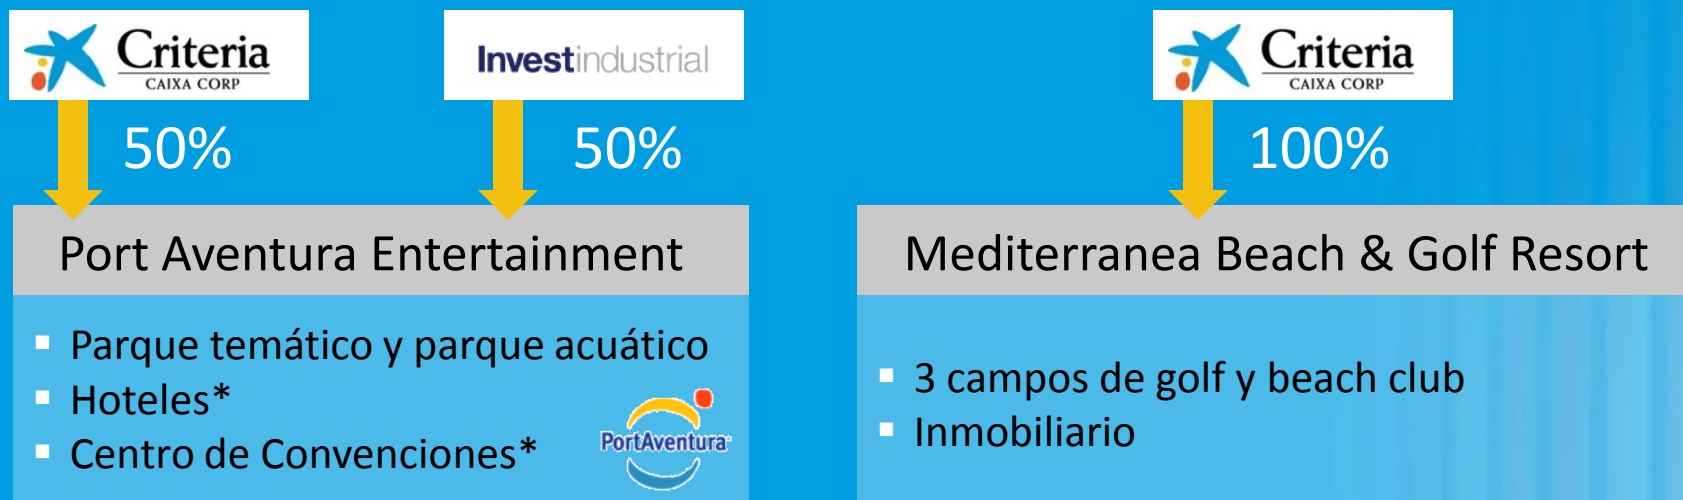 Criteria
CAIXA CORP
50%
Investindustrial
50%
Criteria
CAIXA CORP
100%
Port Aventura Entertainment
▪ Parque temático y parque acuático
▪ Hoteles*
▪ Centro de Convenciones*
PortAventura
Mediterranea Beach & Golf Resort
▪ 3 campos de golf y beach club
▪ Inmobiliario